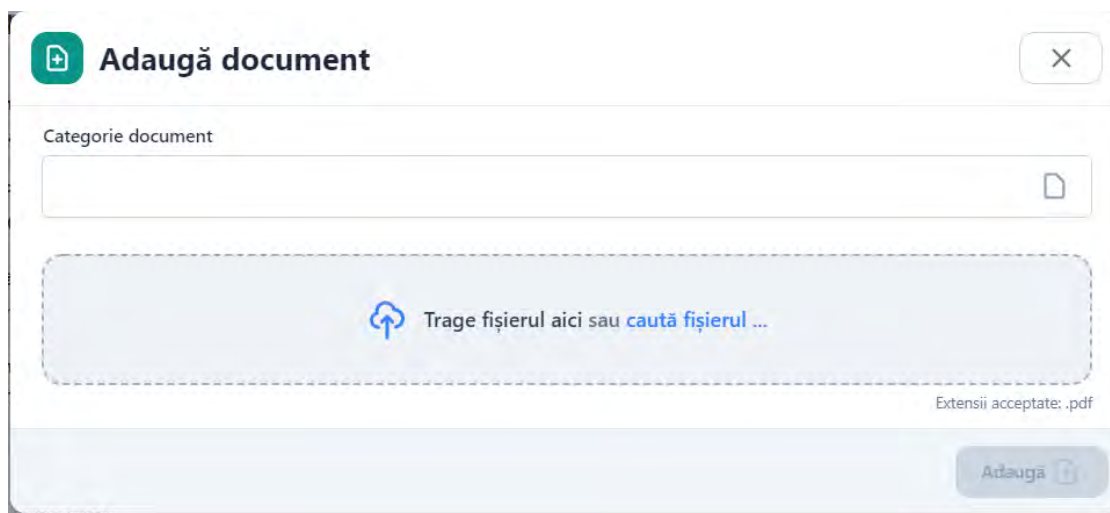 Adaugă document
Categorie document
Trage fișierul aici sau caută fișierul ...
Extensii acceptate: .pdf
Adaugă